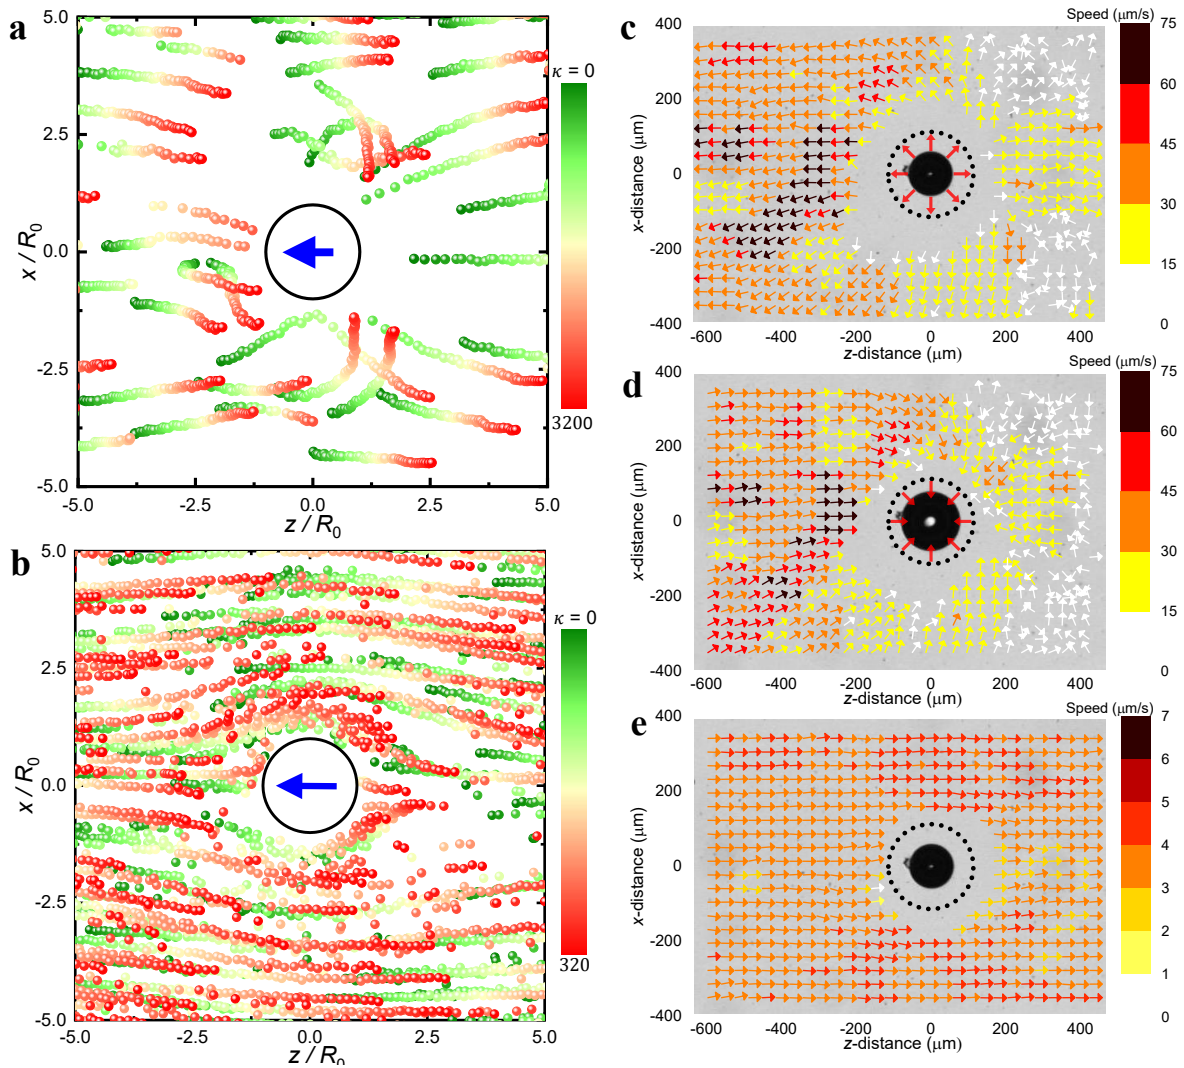 a
5.0
2.5
0.0
-2.5
-5.0
x / R0
-5.0 -2.5 0.0 2.5 5.0
z / R0
κ = 0
3200
b
5.0
2.5
0.0
-2.5
-5.0
x / R0
-5.0 -2.5 0.0 2.5 5.0
z / R0
κ = 0
320
c
Speed (μm/s)
400
200
0
-200
-400
x-distance (μm)
-600 -400 -200 0 200 400
z-distance (μm)
75
60
45
30
15
0
d
Speed (μm/s)
400
200
0
-200
-400
x-distance (μm)
-600 -400 -200 0 200 400
z-distance (μm)
75
60
45
30
15
0
e
Speed (μm/s)
400
200
0
-200
-400
x-distance (μm)
-600 -400 -200 0 200 400
z-distance (μm)
7
6
5
4
3
2
1
0